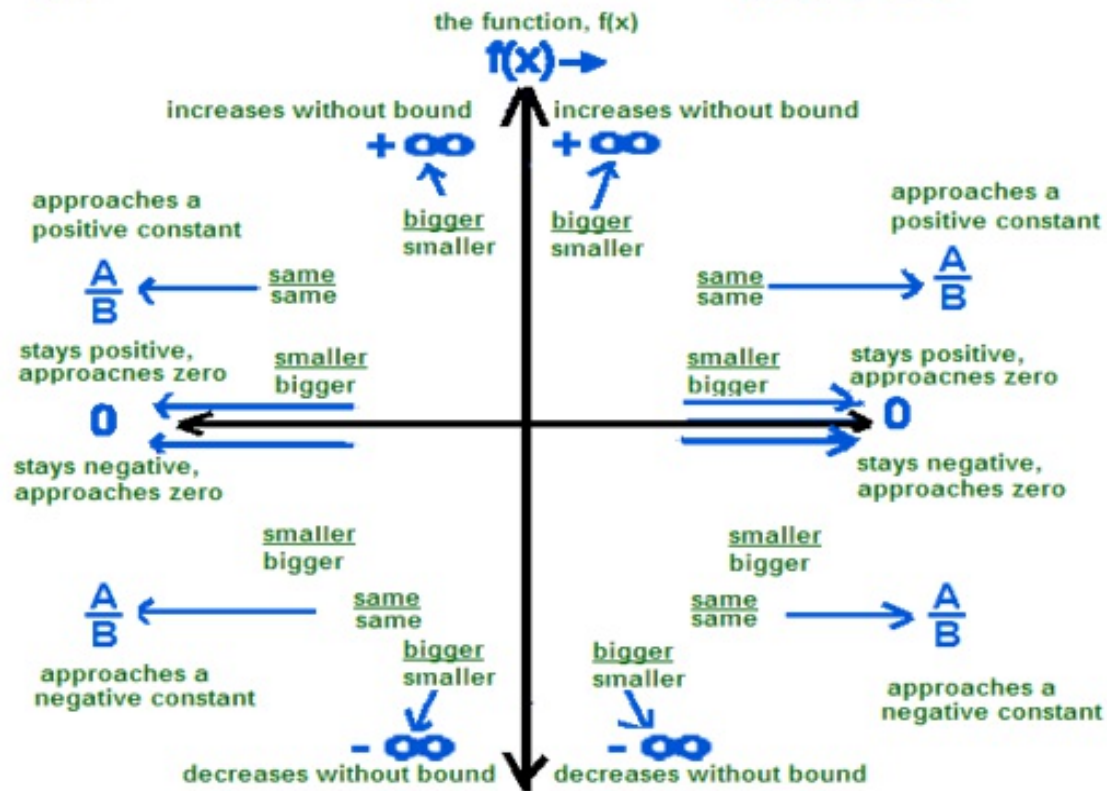 the function, f(x)
f(x)
increases without bound
increases without bound
+ ∞
+ ∞
approaches a
positive constant
bigger
smaller
bigger
smaller
approaches a
positive constant
A
B
same
same
same
same
A
B
stays positive,
approacnes zero
smaller
bigger
smaller
bigger
stays positive,
approacnes zero
0
0
stays negative,
approaches zero
stays negative,
approaches zero
smaller
bigger
smaller
bigger
A
B
same
same
same
same
A
B
approaches a
negative constant
bigger
smaller
bigger
smaller
approaches a
negative constant
- ∞
- ∞
decreases without bound
decreases without bound